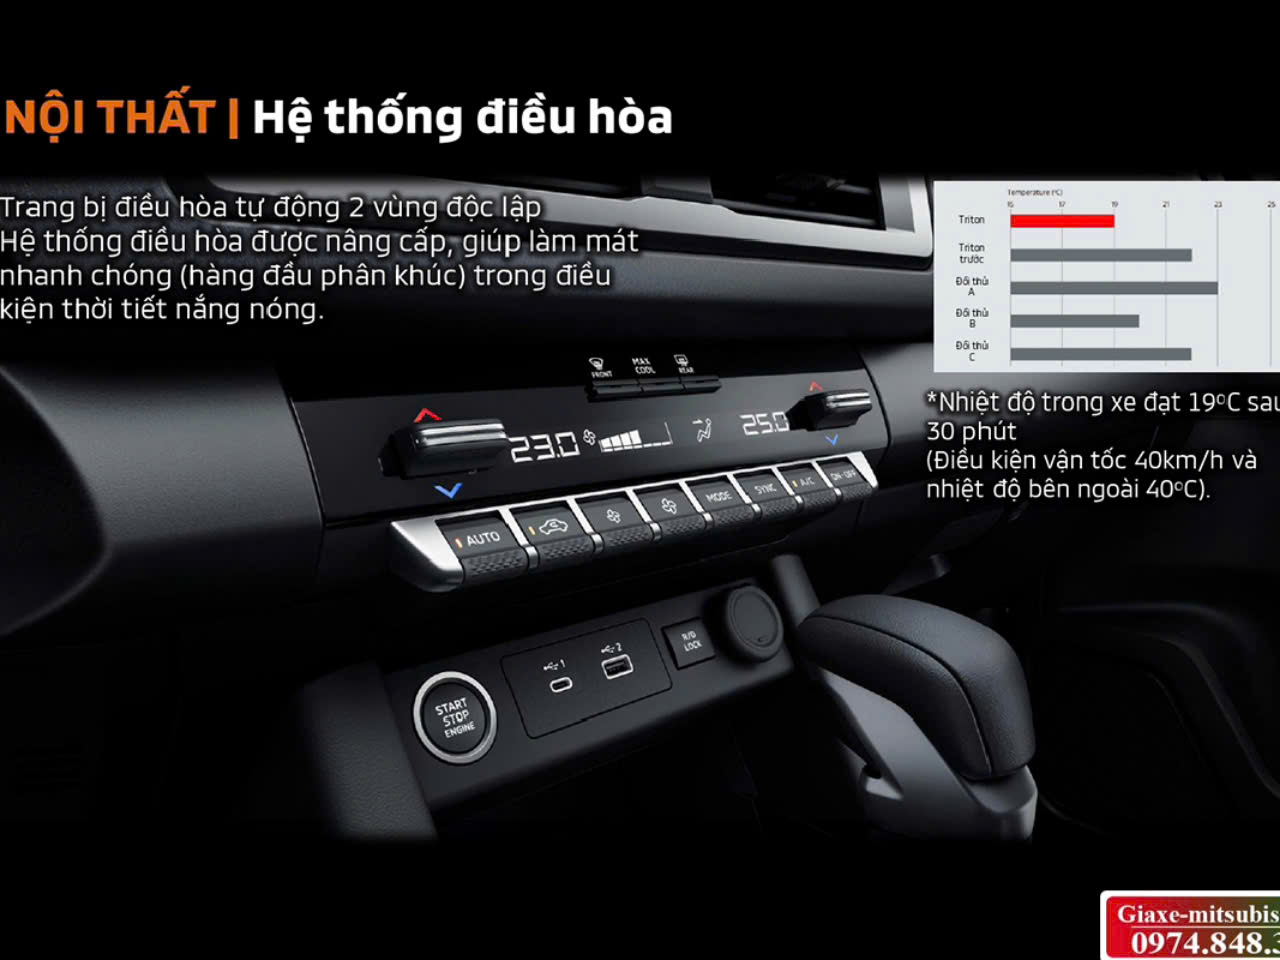 NỘI THẤT | Hệ thống điều hòa
Trang bị điều hòa tự động 2 vùng độc lập
Hệ thống điều hòa được nâng cấp, giúp làm mát
nhanh chóng (hàng đầu phân khúc) trong điều
kiện thời tiết nắng nóng.
Temperature (ºC)
15 17 19 21 23 25
Triton
Triton
trước
Đối thủ
A
Đối thủ
B
Đối thủ
C
*Nhiệt độ trong xe đạt 19ºC sau
30 phút
(Điều kiện vận tốc 40km/h và
nhiệt độ bên ngoài 40ºC).
FRONT
MAX
COOL
REAR
23.0
25.0
AUTO
MODE
SYNC
A/C
ON-OFF
START
STOP
ENGINE
1
2
R/D
LOCK
Giaxe-mitsubis
0974.848.3